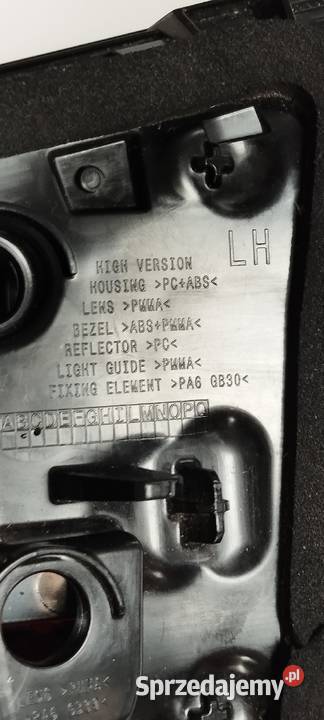 LH
HIGH VERSION
HOUSING >PC+ABS<
LENS >PMMA<
BEZEL >ABS+PMMA<
REFLECTOR >PC<
LIGHT GUIDE >PMMA<
FIXING ELEMENT >PA6 GB30<
ABCDEFGHILMNOPQ
>PMMA<
Sprzedajemy.pl